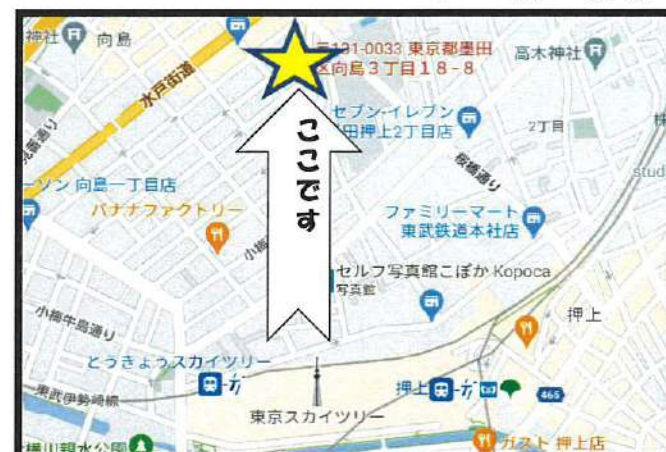 神社
向島
〒131-0033 東京都墨田
区向島3丁目18-8
高木神社
水戸街道
セブン-イレブン
田押上2丁目店
2丁目
見番通り
桜橋通り
stud
ーソン 向島一丁目店
バナナファクトリー
ここです
ファミリーマート
東武鉄道本社店
小梅
セルフ写真館こぽか Kopoca
写真館
小梅牛島通り
押上
とうきょうスカイツリー
東武伊勢崎線
押上
465
東京スカイツリー
横川親水公園
ガスト 押上店